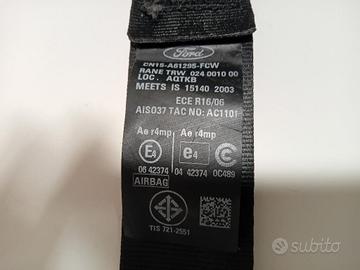 Ford
CN15-A61295-FCW
RANE TRW 024 0010 00
LOC. AQTKB
MEETS IS 15140 2003
ECE R16/06
AIS037 TAC NO: AC1101
Ae r4mp Ae r4mp
E4 e4 C
06 42374 04 42374 0C489
AIRBAG
TIS 721-2551
subito